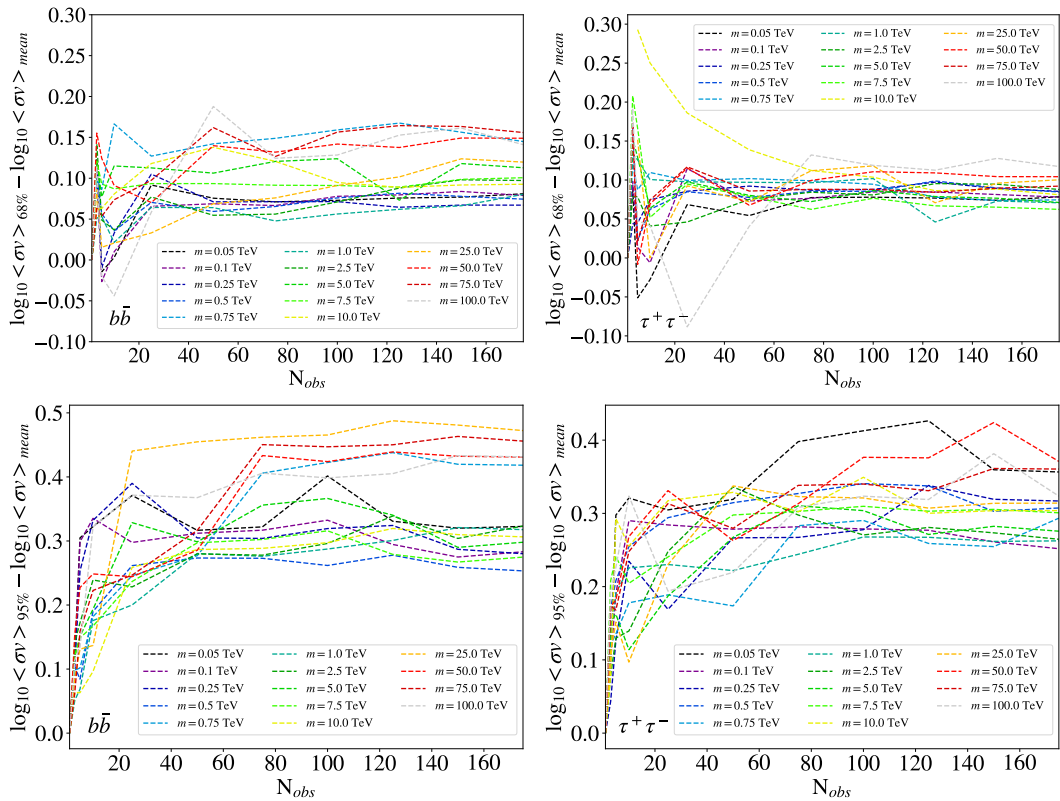 0.30
0.25
0.20
0.15
0.10
0.05
0.00
−0.05
−0.10
log₁₀ < σv > 68% − log₁₀ < σv > mean
m = 0.05 TeV m = 1.0 TeV m = 25.0 TeV
m = 0.1 TeV m = 2.5 TeV m = 50.0 TeV
m = 0.25 TeV m = 5.0 TeV m = 75.0 TeV
m = 0.5 TeV m = 7.5 TeV m = 100.0 TeV
m = 0.75 TeV m = 10.0 TeV
bb̄
20 40 60 80 100 120 140 160
N_obs
0.30
0.25
0.20
0.15
0.10
0.05
0.00
−0.05
−0.10
log₁₀ < σv > 68% − log₁₀ < σv > mean
m = 0.05 TeV m = 1.0 TeV m = 25.0 TeV
m = 0.1 TeV m = 2.5 TeV m = 50.0 TeV
m = 0.25 TeV m = 5.0 TeV m = 75.0 TeV
m = 0.5 TeV m = 7.5 TeV m = 100.0 TeV
m = 0.75 TeV m = 10.0 TeV
τ⁺τ⁻
20 40 60 80 100 120 140 160
N_obs
0.5
0.4
0.3
0.2
0.1
0.0
log₁₀ < σv > 95% − log₁₀ < σv > mean
m = 0.05 TeV m = 1.0 TeV m = 25.0 TeV
m = 0.1 TeV m = 2.5 TeV m = 50.0 TeV
m = 0.25 TeV m = 5.0 TeV m = 75.0 TeV
m = 0.5 TeV m = 7.5 TeV m = 100.0 TeV
m = 0.75 TeV m = 10.0 TeV
bb̄
20 40 60 80 100 120 140 160
N_obs
0.4
0.3
0.2
0.1
0.0
log₁₀ < σv > 95% − log₁₀ < σv > mean
m = 0.05 TeV m = 1.0 TeV m = 25.0 TeV
m = 0.1 TeV m = 2.5 TeV m = 50.0 TeV
m = 0.25 TeV m = 5.0 TeV m = 75.0 TeV
m = 0.5 TeV m = 7.5 TeV m = 100.0 TeV
m = 0.75 TeV m = 10.0 TeV
τ⁺τ⁻
20 40 60 80 100 120 140 160
N_obs